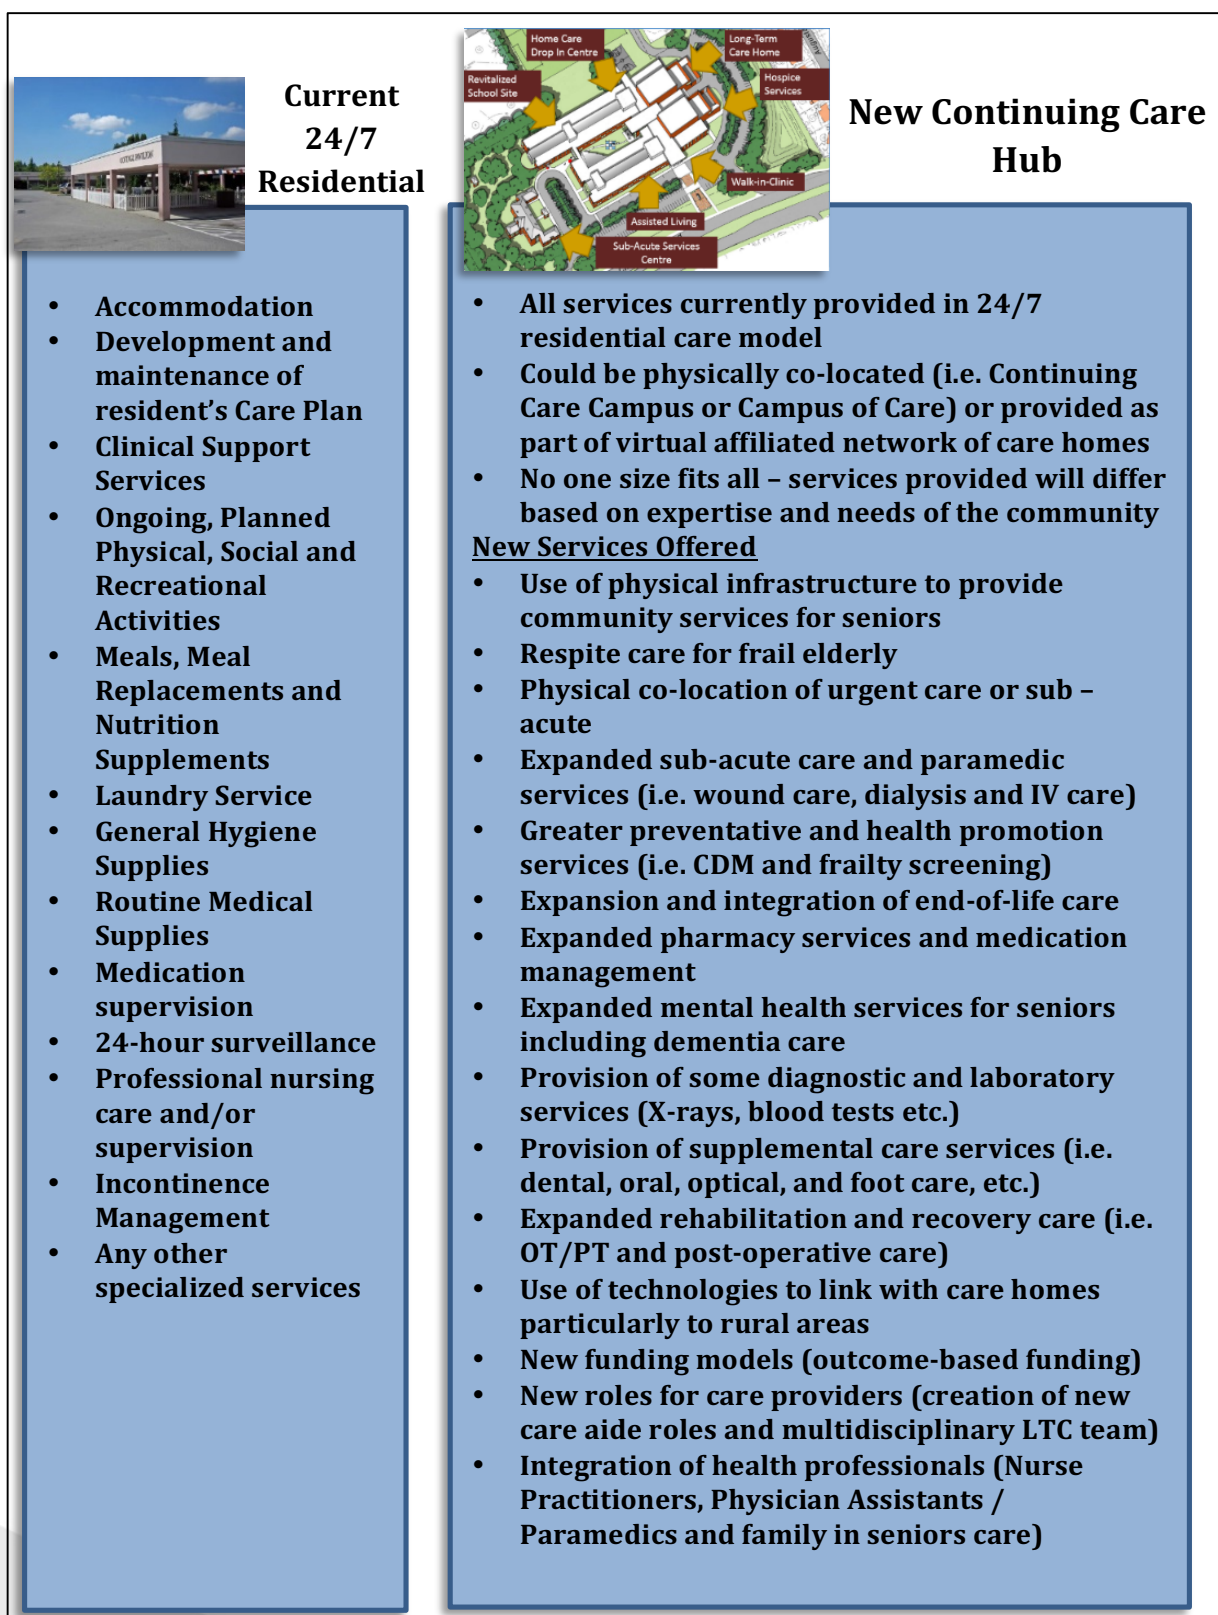 Current
24/7
Residential
COTTAGE PAVILION
Home Care
Drop In Centre
Long-Term
Care Home
Revitalized
School Site
Hospice
Services
Walk-in-Clinic
Assisted Living
Sub-Acute Services
Centre
New Continuing Care
Hub
• Accommodation
• Development and
maintenance of
resident’s Care Plan
• Clinical Support
Services
• Ongoing, Planned
Physical, Social and
Recreational
Activities
• Meals, Meal
Replacements and
Nutrition
Supplements
• Laundry Service
• General Hygiene
Supplies
• Routine Medical
Supplies
• Medication
supervision
• 24-hour surveillance
• Professional nursing
care and/or
supervision
• Incontinence
Management
• Any other
specialized services
• All services currently provided in 24/7
residential care model
• Could be physically co-located (i.e. Continuing
Care Campus or Campus of Care) or provided as
part of virtual affiliated network of care homes
• No one size fits all – services provided will differ
based on expertise and needs of the community
New Services Offered
• Use of physical infrastructure to provide
community services for seniors
• Respite care for frail elderly
• Physical co-location of urgent care or sub –
acute
• Expanded sub-acute care and paramedic
services (i.e. wound care, dialysis and IV care)
• Greater preventative and health promotion
services (i.e. CDM and frailty screening)
• Expansion and integration of end-of-life care
• Expanded pharmacy services and medication
management
• Expanded mental health services for seniors
including dementia care
• Provision of some diagnostic and laboratory
services (X-rays, blood tests etc.)
• Provision of supplemental care services (i.e.
dental, oral, optical, and foot care, etc.)
• Expanded rehabilitation and recovery care (i.e.
OT/PT and post-operative care)
• Use of technologies to link with care homes
particularly to rural areas
• New funding models (outcome-based funding)
• New roles for care providers (creation of new
care aide roles and multidisciplinary LTC team)
• Integration of health professionals (Nurse
Practitioners, Physician Assistants /
Paramedics and family in seniors care)